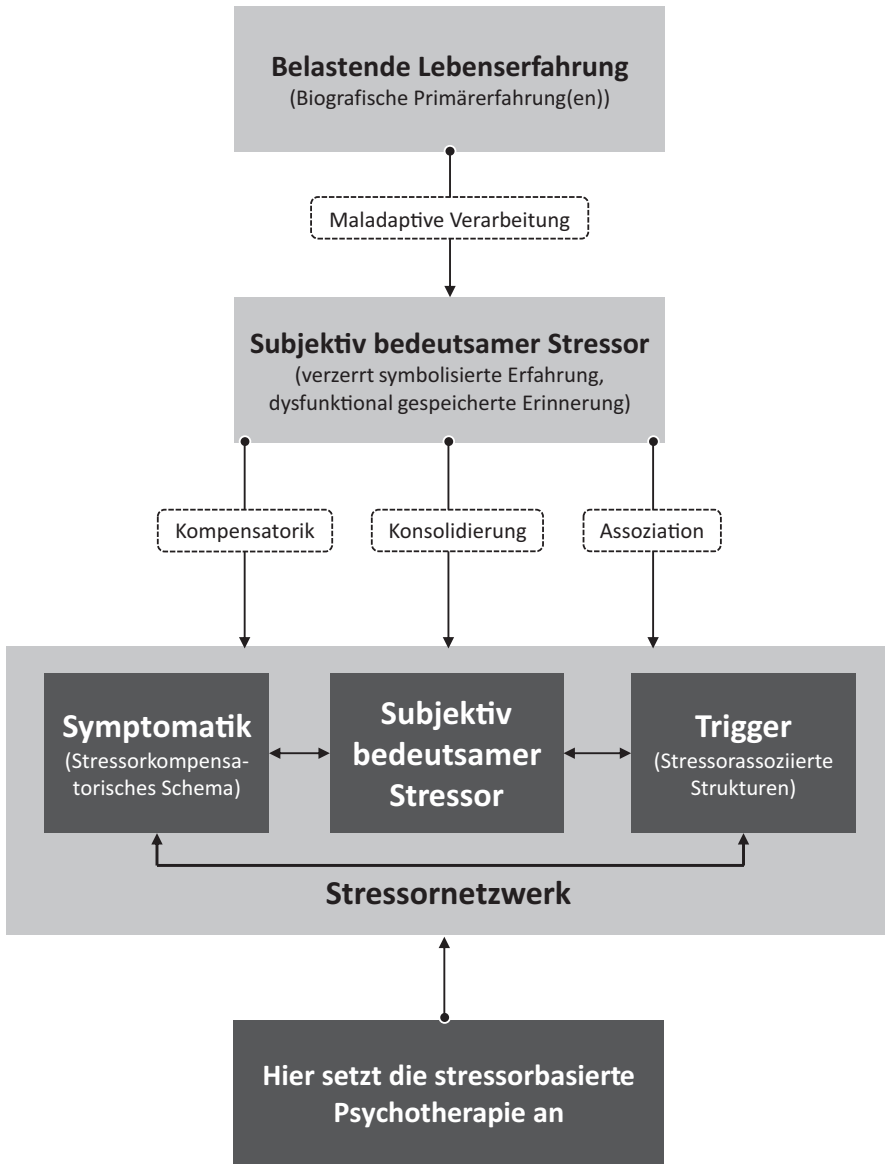 Belastende Lebenserfahrung
(Biografische Primärerfahrung(en))
Maladaptive Verarbeitung
Subjektiv bedeutsamer Stressor
(verzerrt symbolisierte Erfahrung,
dysfunktional gespeicherte Erinnerung)
Kompensatorik
Konsolidierung
Assoziation
Symptomatik
(Stressorkompensa-
torisches Schema)
Subjektiv
bedeutsamer
Stressor
Trigger
(Stressorassoziierte
Strukturen)
Stressornetzwerk
Hier setzt die stressorbasierte
Psychotherapie an